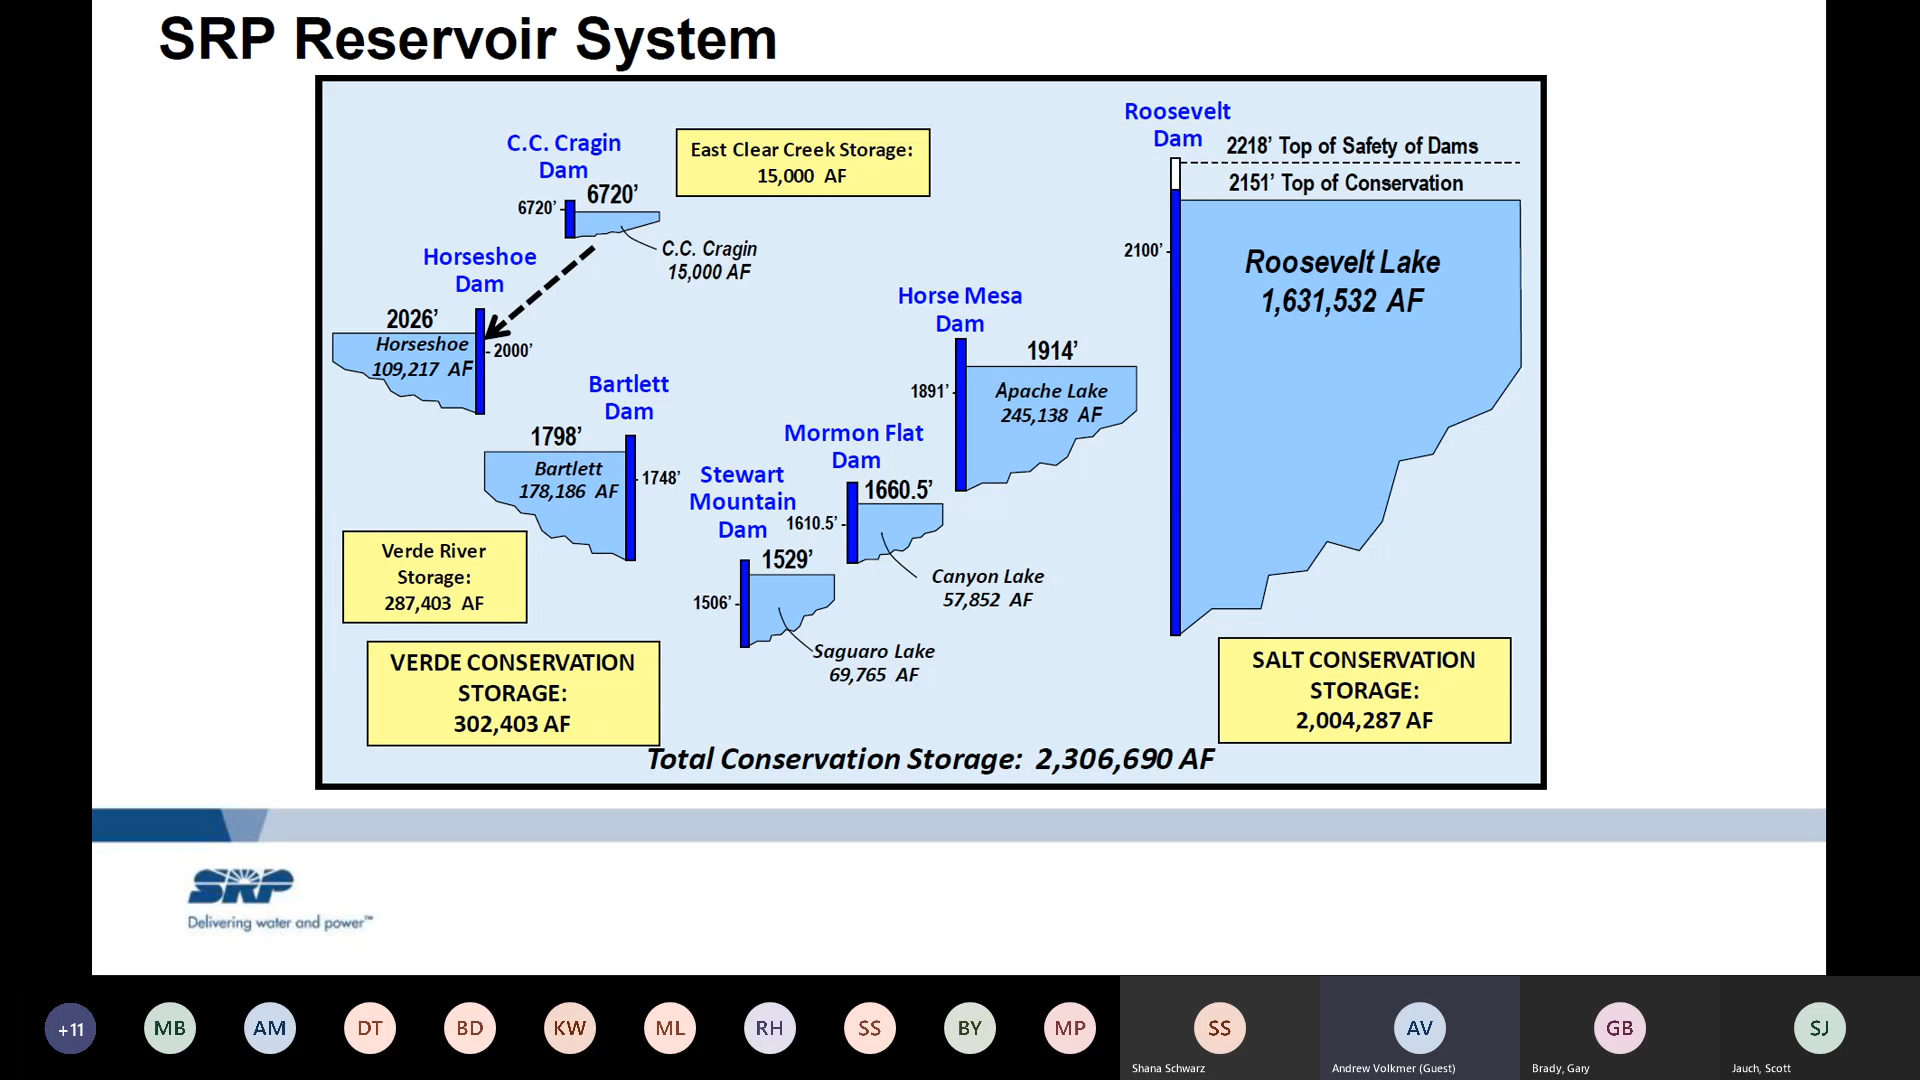 SRP Reservoir System
C.C. Cragin
Dam
6720’
6720’
C.C. Cragin
15,000 AF
East Clear Creek Storage:
15,000 AF
Roosevelt
Dam
2218’ Top of Safety of Dams
2151’ Top of Conservation
2100’
Roosevelt Lake
1,631,532 AF
Horseshoe
Dam
2026’
Horseshoe
109,217 AF
2000’
Horse Mesa
Dam
1914’
1891’
Apache Lake
245,138 AF
Bartlett
Dam
1798’
Bartlett
178,186 AF
1748’
Mormon Flat
Dam
1660.5’
1610.5’
Canyon Lake
57,852 AF
Stewart
Mountain
Dam
1529’
1506’
Saguaro Lake
69,765 AF
Verde River
Storage:
287,403 AF
VERDE CONSERVATION
STORAGE:
302,403 AF
SALT CONSERVATION
STORAGE:
2,004,287 AF
Total Conservation Storage: 2,306,690 AF
SRP
Delivering water and power™
+11
MB
AM
DT
BD
KW
ML
RH
SS
BY
MP
SS
Shana Schwarz
AV
Andrew Volkmer (Guest)
GB
Brady, Gary
SJ
Jauch, Scott